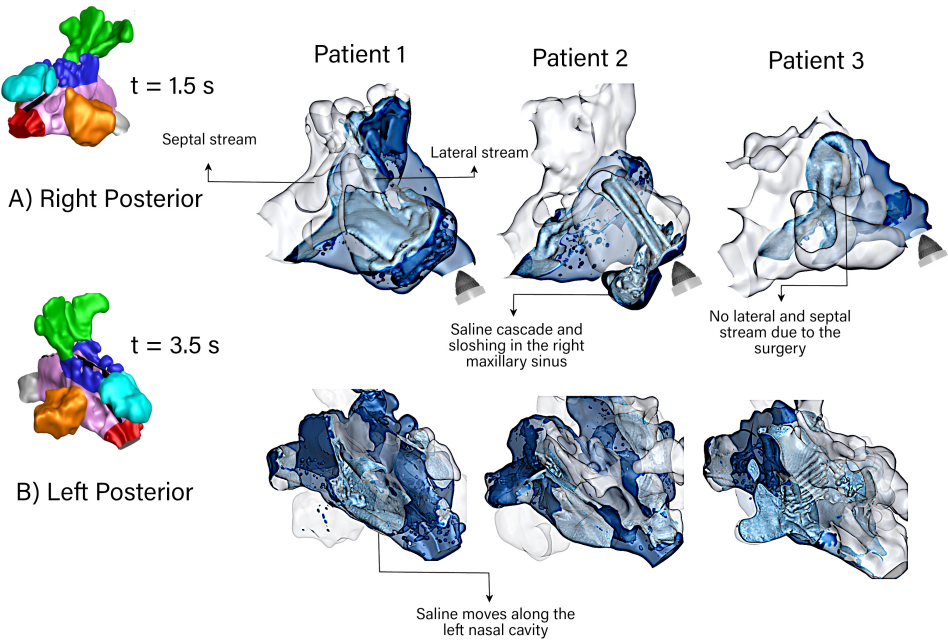 Patient 1
Patient 2
Patient 3
t = 1.5 s
Septal stream
Lateral stream
A) Right Posterior
Saline cascade and
sloshing in the right
maxillary sinus
No lateral and septal
stream due to the
surgery
t = 3.5 s
B) Left Posterior
Saline moves along the
left nasal cavity